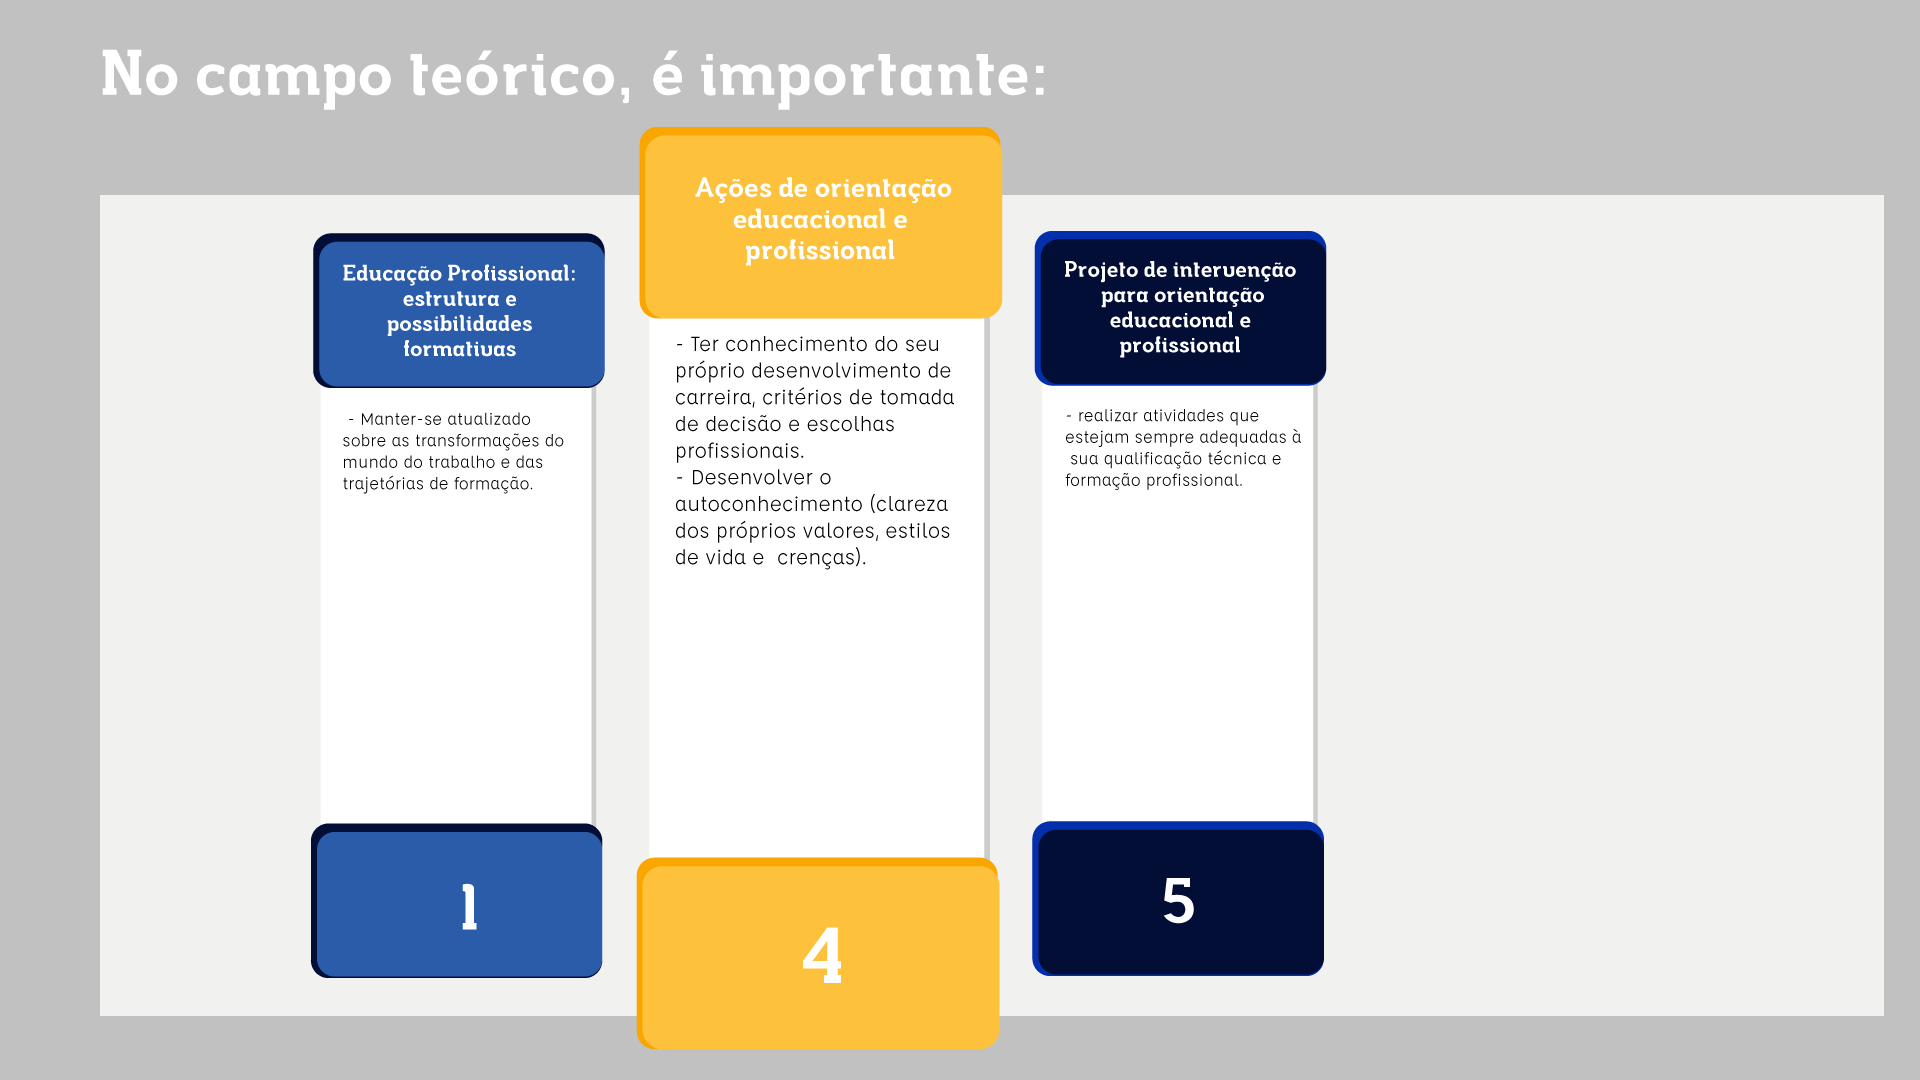 No campo teórico, é importante:
Educação Profissional:
estrutura e
possibilidades
formativas
- Manter-se atualizado
sobre as transformações do
mundo do trabalho e das
trajetórias de formação.
1
Ações de orientação
educacional e
profissional
- Ter conhecimento do seu
próprio desenvolvimento de
carreira, critérios de tomada
de decisão e escolhas
profissionais.
- Desenvolver o
autoconhecimento (clareza
dos próprios valores, estilos
de vida e  crenças).
4
Projeto de intervenção
para orientação
educacional e
profissional
- realizar atividades que
estejam sempre adequadas à
sua qualificação técnica e
formação profissional.
5